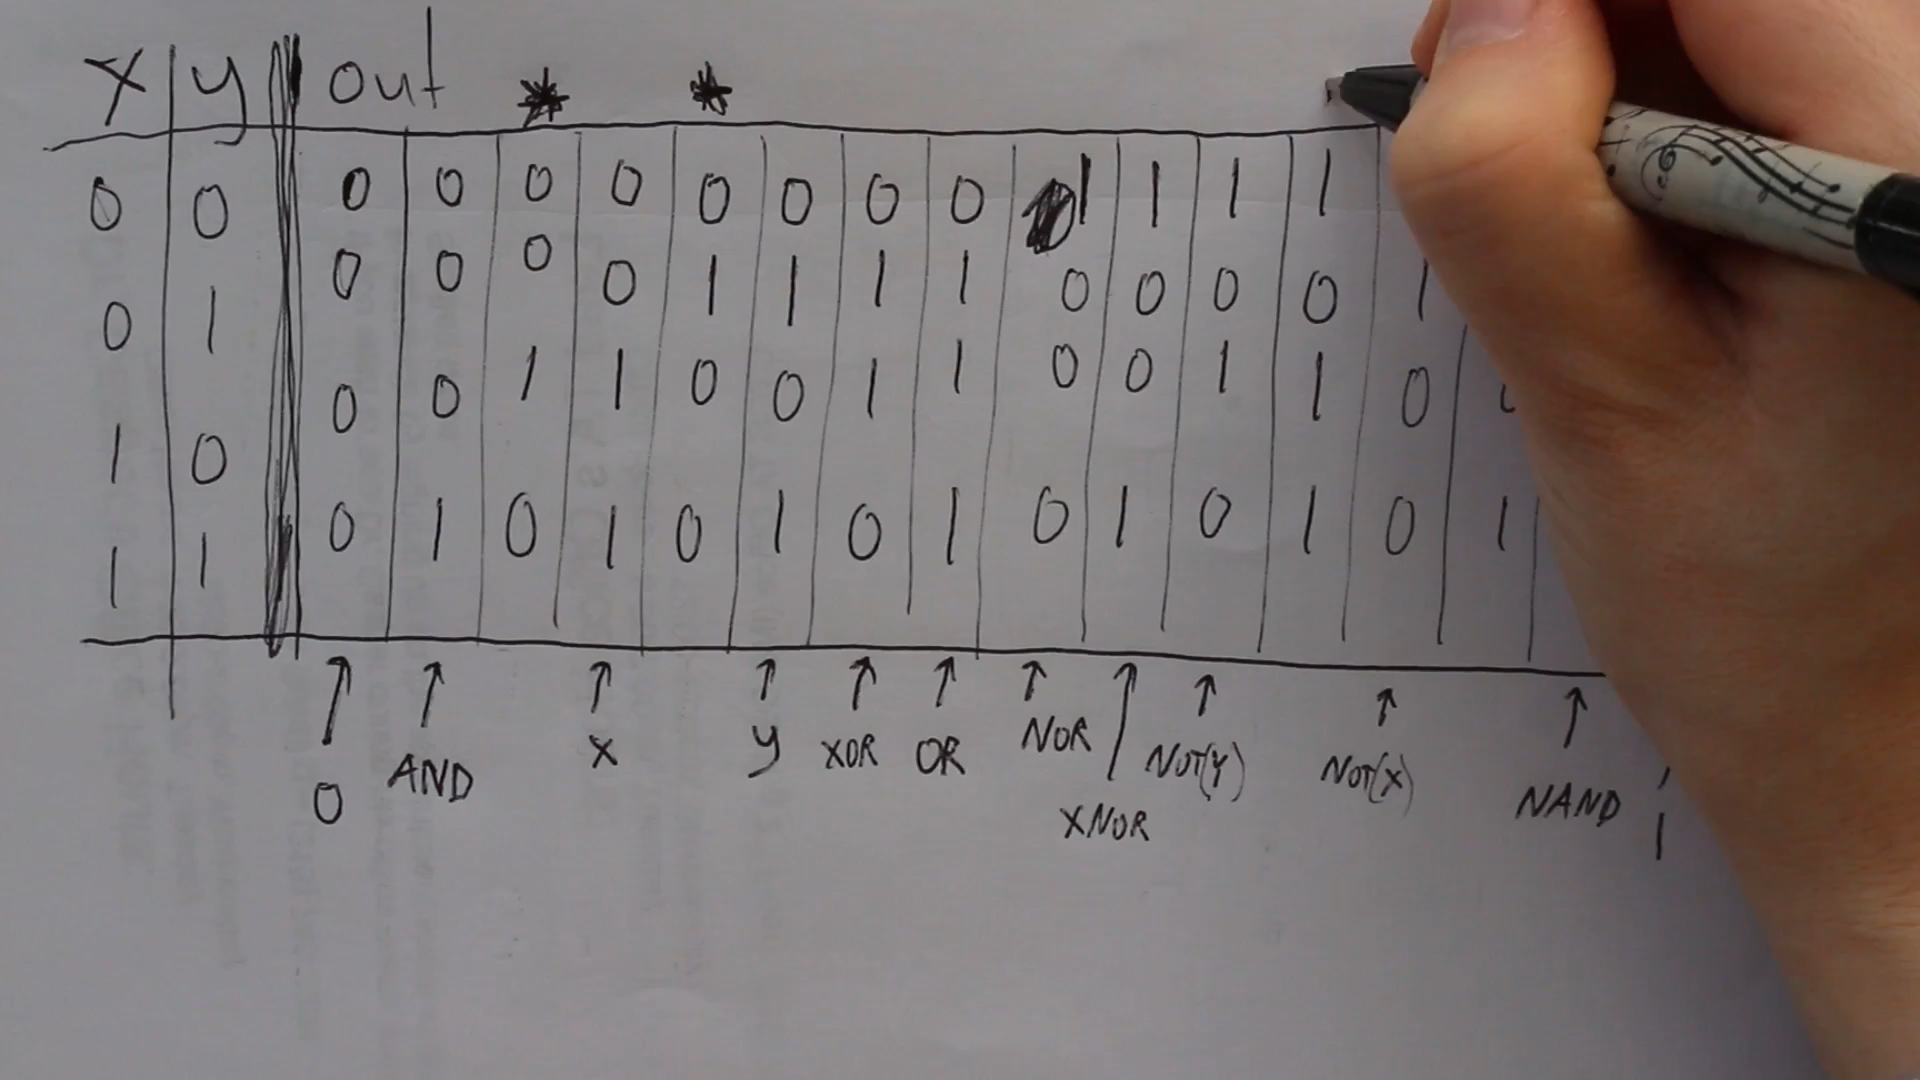 X y out * *
0 0 0 0 0 0 0 0 0 0 1 1 1 1
0 1 0 0 0 0 1 1 1 1 0 0 0 0 1
1 0 0 0 1 1 0 0 1 1 0 0 1 1 0
1 1 0 1 0 1 0 1 0 1 0 1 0 1 0 1
0 AND X y XOR OR NOR XNOR NOT(Y) NOT(X) NAND 1